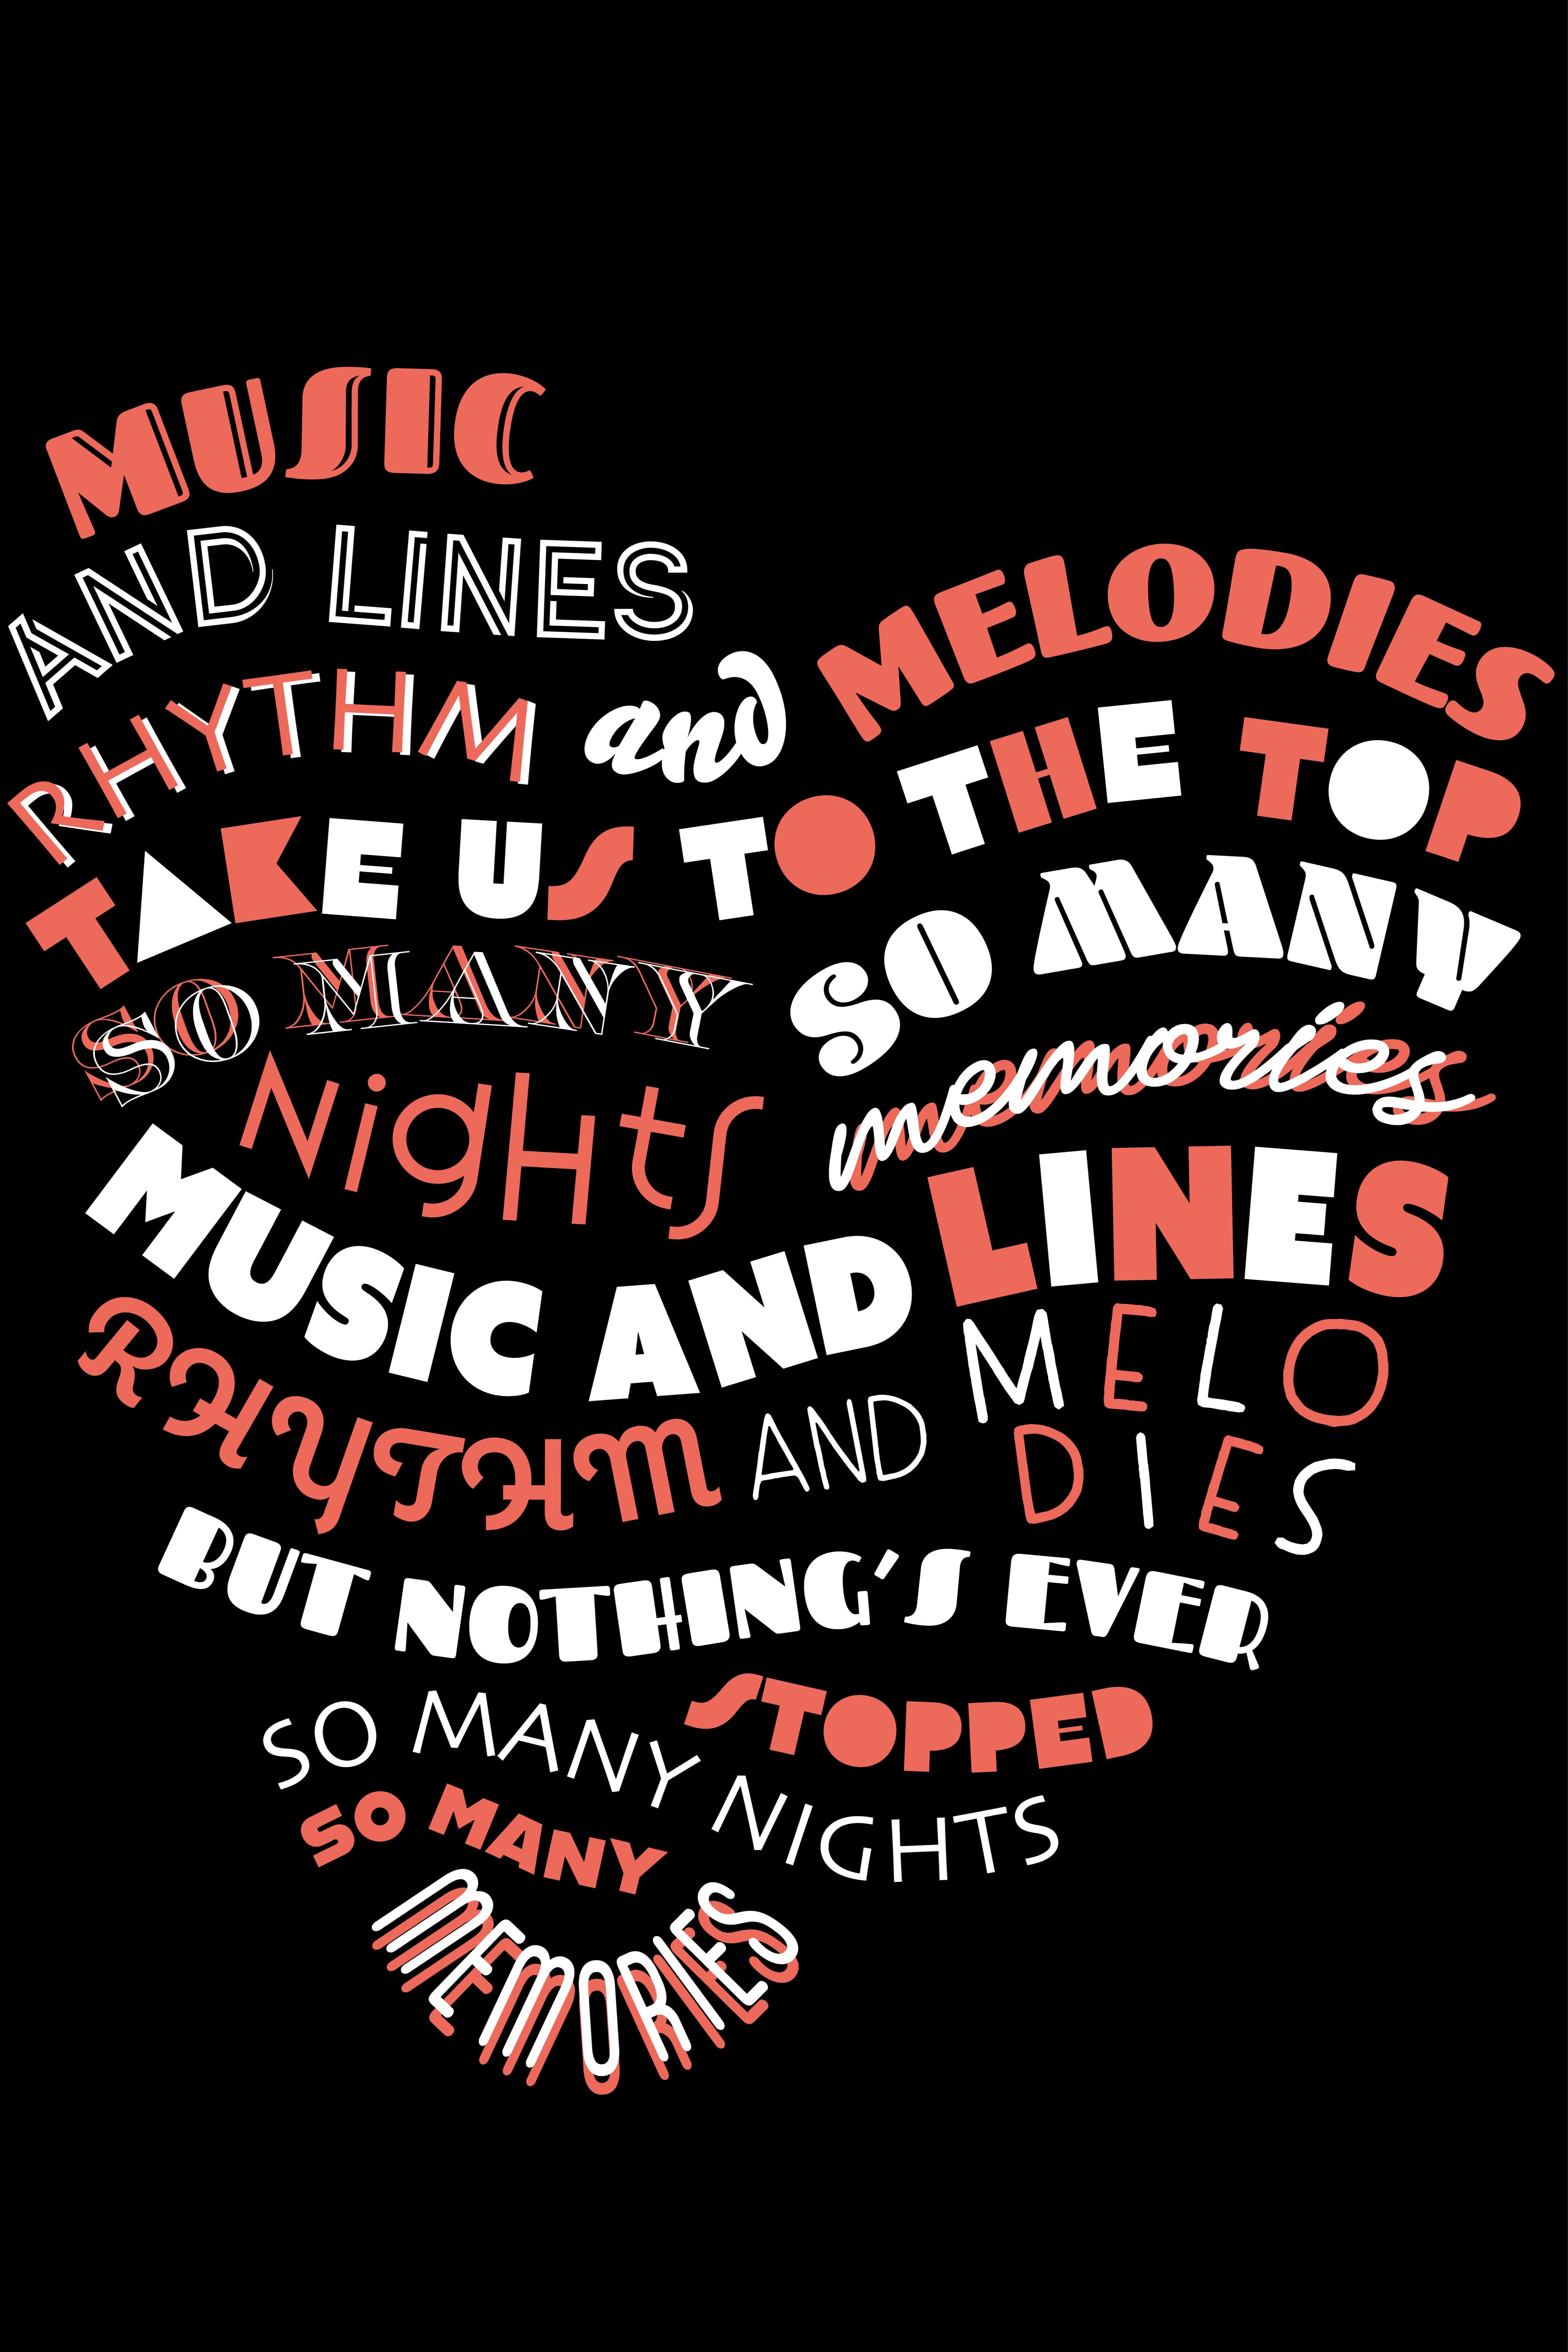 MUSIC
AND LINES
RHYTHM and MELODIES
TAKE US TO THE TOP
SO MANY
NightS
SO MANY
memories
MUSIC AND LINES
RhythM AND MELO
DIES
BUT NOTHING'S EVER
STOPPED
SO MANY NIGHTS
SO MANY
MEMORIES